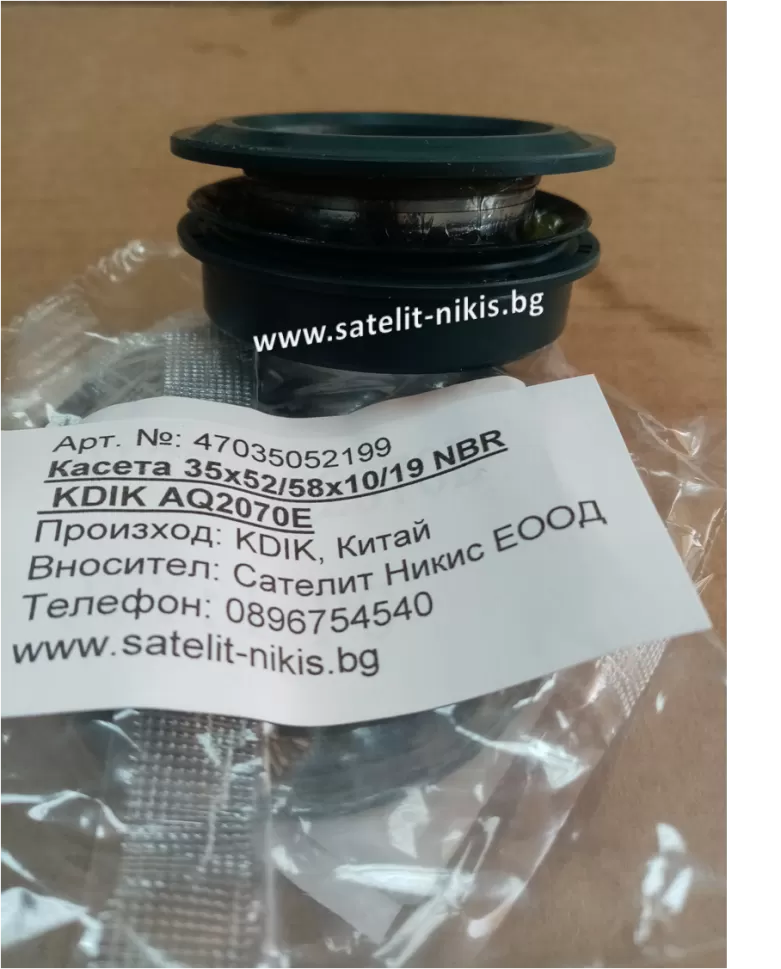 www.satelit-nikis.bg
Арт. №: 47035052199
Касета 35x52/58x10/19 NBR
KDIK AQ2070E
Произход: KDIK, Китай
Вносител: Сателит Никис ЕООД
Телефон: 0896754540
www.satelit-nikis.bg